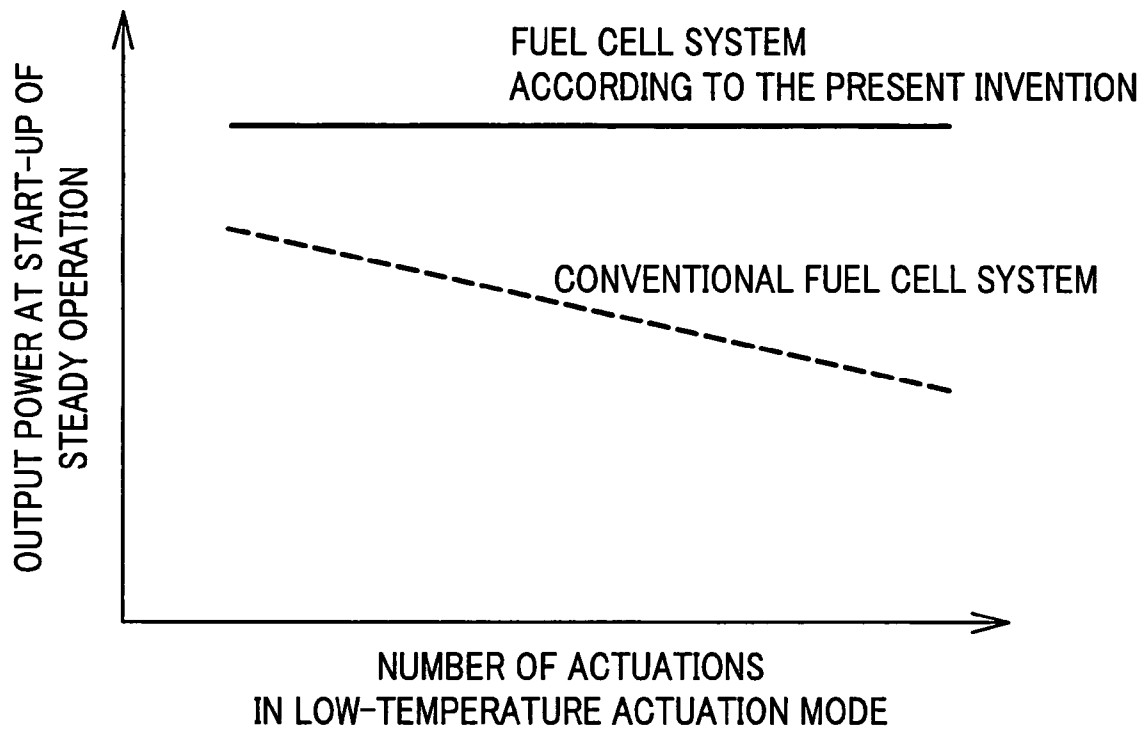 FUEL CELL SYSTEM
ACCORDING TO THE PRESENT INVENTION
CONVENTIONAL FUEL CELL SYSTEM
OUTPUT POWER AT START-UP OF
STEADY OPERATION
NUMBER OF ACTUATIONS
IN LOW-TEMPERATURE ACTUATION MODE